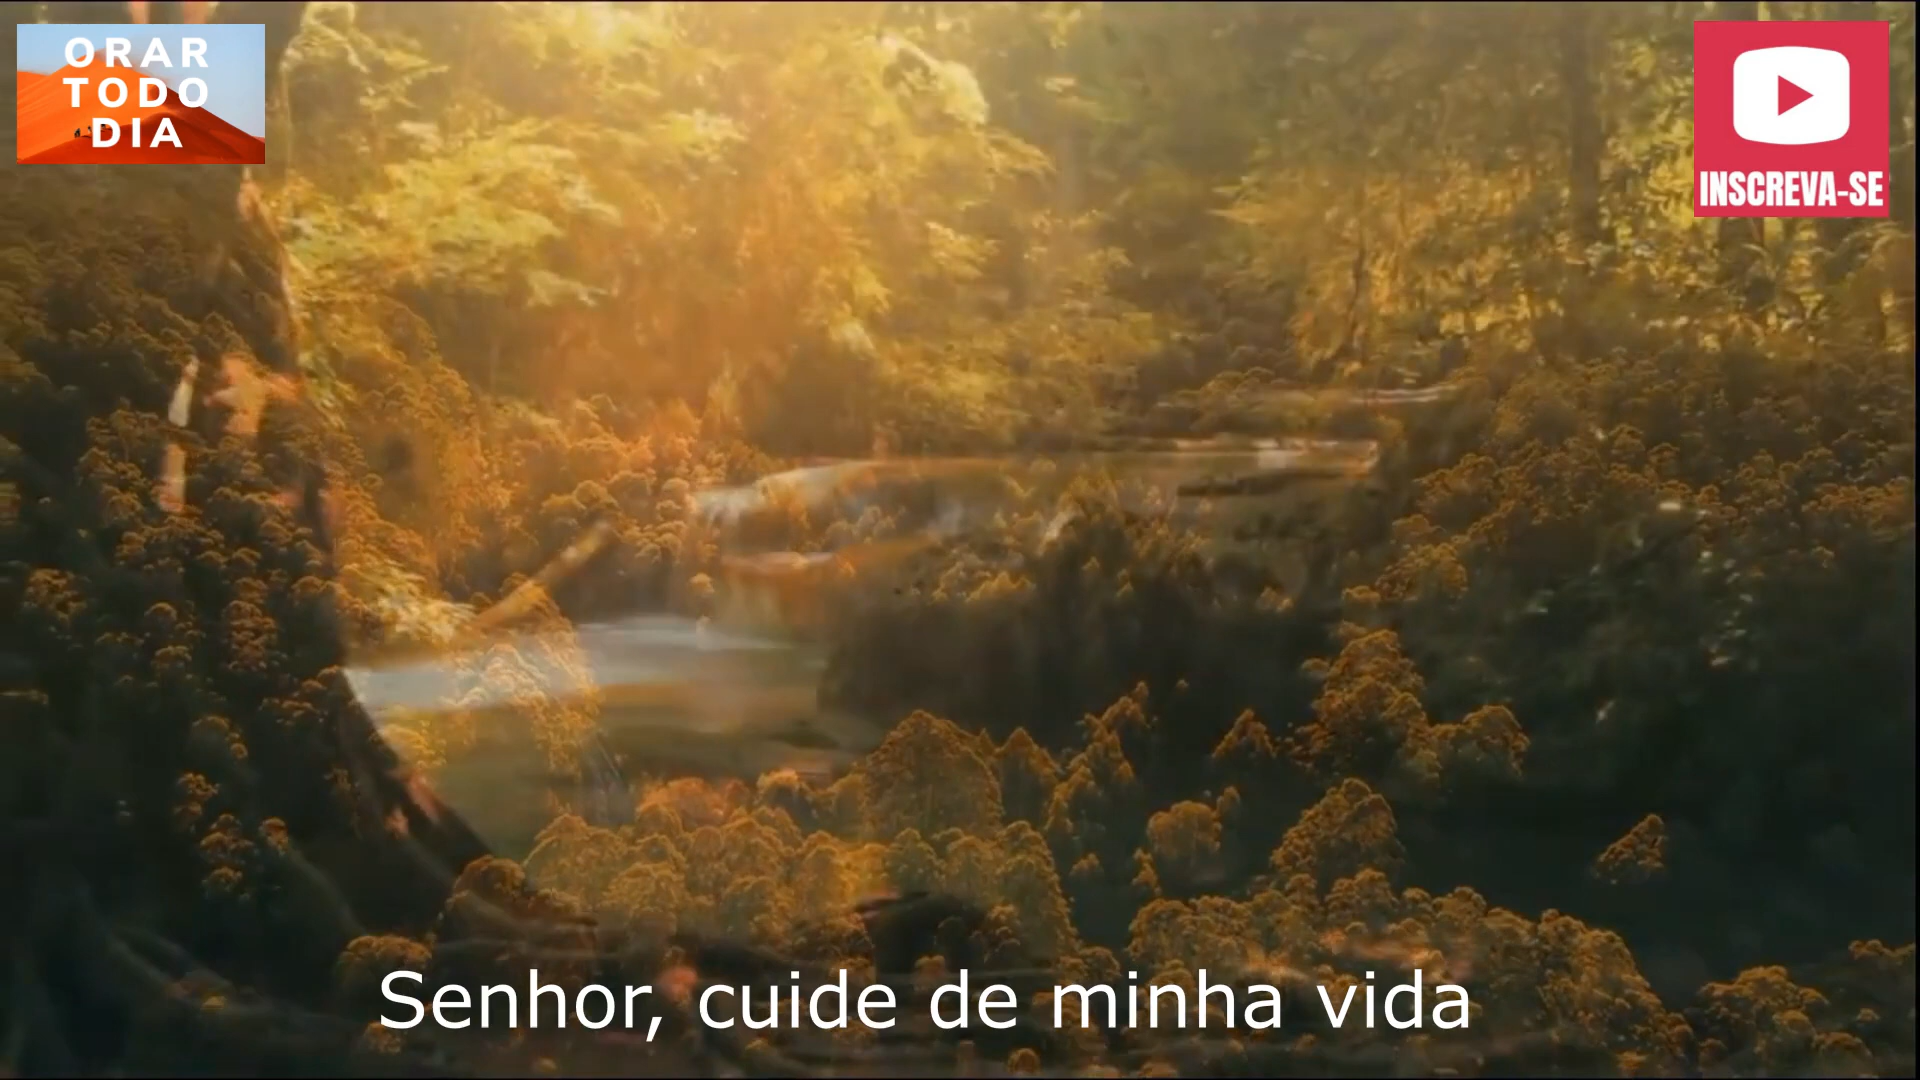 ORAR
TODO
DIA
INSCREVA-SE
Senhor, cuide de minha vida